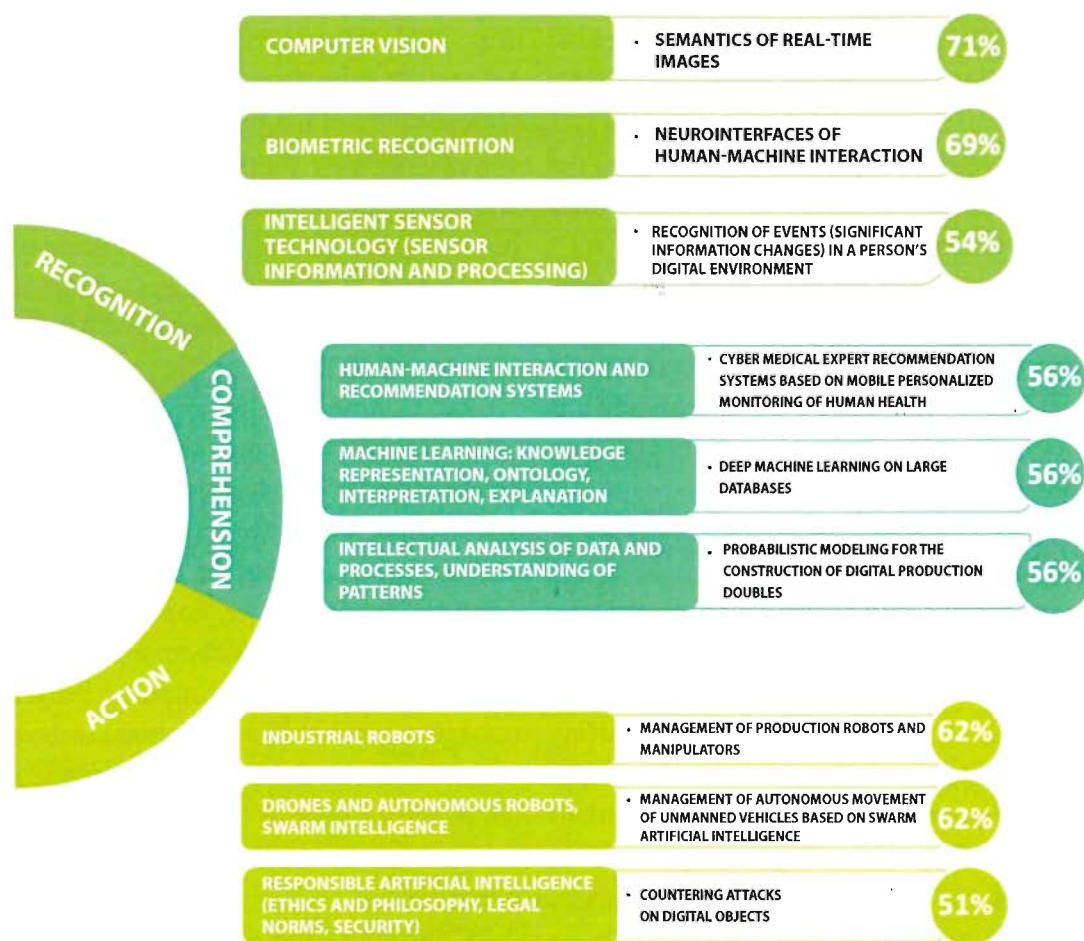 COMPUTER VISION
• SEMANTICS OF REAL-TIME
IMAGES
71%
BIOMETRIC RECOGNITION
• NEUROINTERFACES OF
HUMAN-MACHINE INTERACTION
69%
INTELLIGENT SENSOR
TECHNOLOGY (SENSOR
INFORMATION AND PROCESSING)
• RECOGNITION OF EVENTS (SIGNIFICANT
INFORMATION CHANGES) IN A PERSON'S
DIGITAL ENVIRONMENT
54%
RECOGNITION
COMPREHENSION
HUMAN-MACHINE INTERACTION AND
RECOMMENDATION SYSTEMS
• CYBER MEDICAL EXPERT RECOMMENDATION
SYSTEMS BASED ON MOBILE PERSONALIZED
MONITORING OF HUMAN HEALTH
56%
MACHINE LEARNING: KNOWLEDGE
REPRESENTATION, ONTOLOGY,
INTERPRETATION, EXPLANATION
• DEEP MACHINE LEARNING ON LARGE
DATABASES
56%
INTELLECTUAL ANALYSIS OF DATA AND
PROCESSES, UNDERSTANDING OF
PATTERNS
• PROBABILISTIC MODELING FOR THE
CONSTRUCTION OF DIGITAL PRODUCTION
DOUBLES
56%
ACTION
INDUSTRIAL ROBOTS
• MANAGEMENT OF PRODUCTION ROBOTS AND
MANIPULATORS
62%
DRONES AND AUTONOMOUS ROBOTS,
SWARM INTELLIGENCE
• MANAGEMENT OF AUTONOMOUS MOVEMENT
OF UNMANNED VEHICLES BASED ON SWARM
ARTIFICIAL INTELLIGENCE
62%
RESPONSIBLE ARTIFICIAL INTELLIGENCE
(ETHICS AND PHILOSOPHY, LEGAL
NORMS, SECURITY)
• COUNTERING ATTACKS
ON DIGITAL OBJECTS
51%